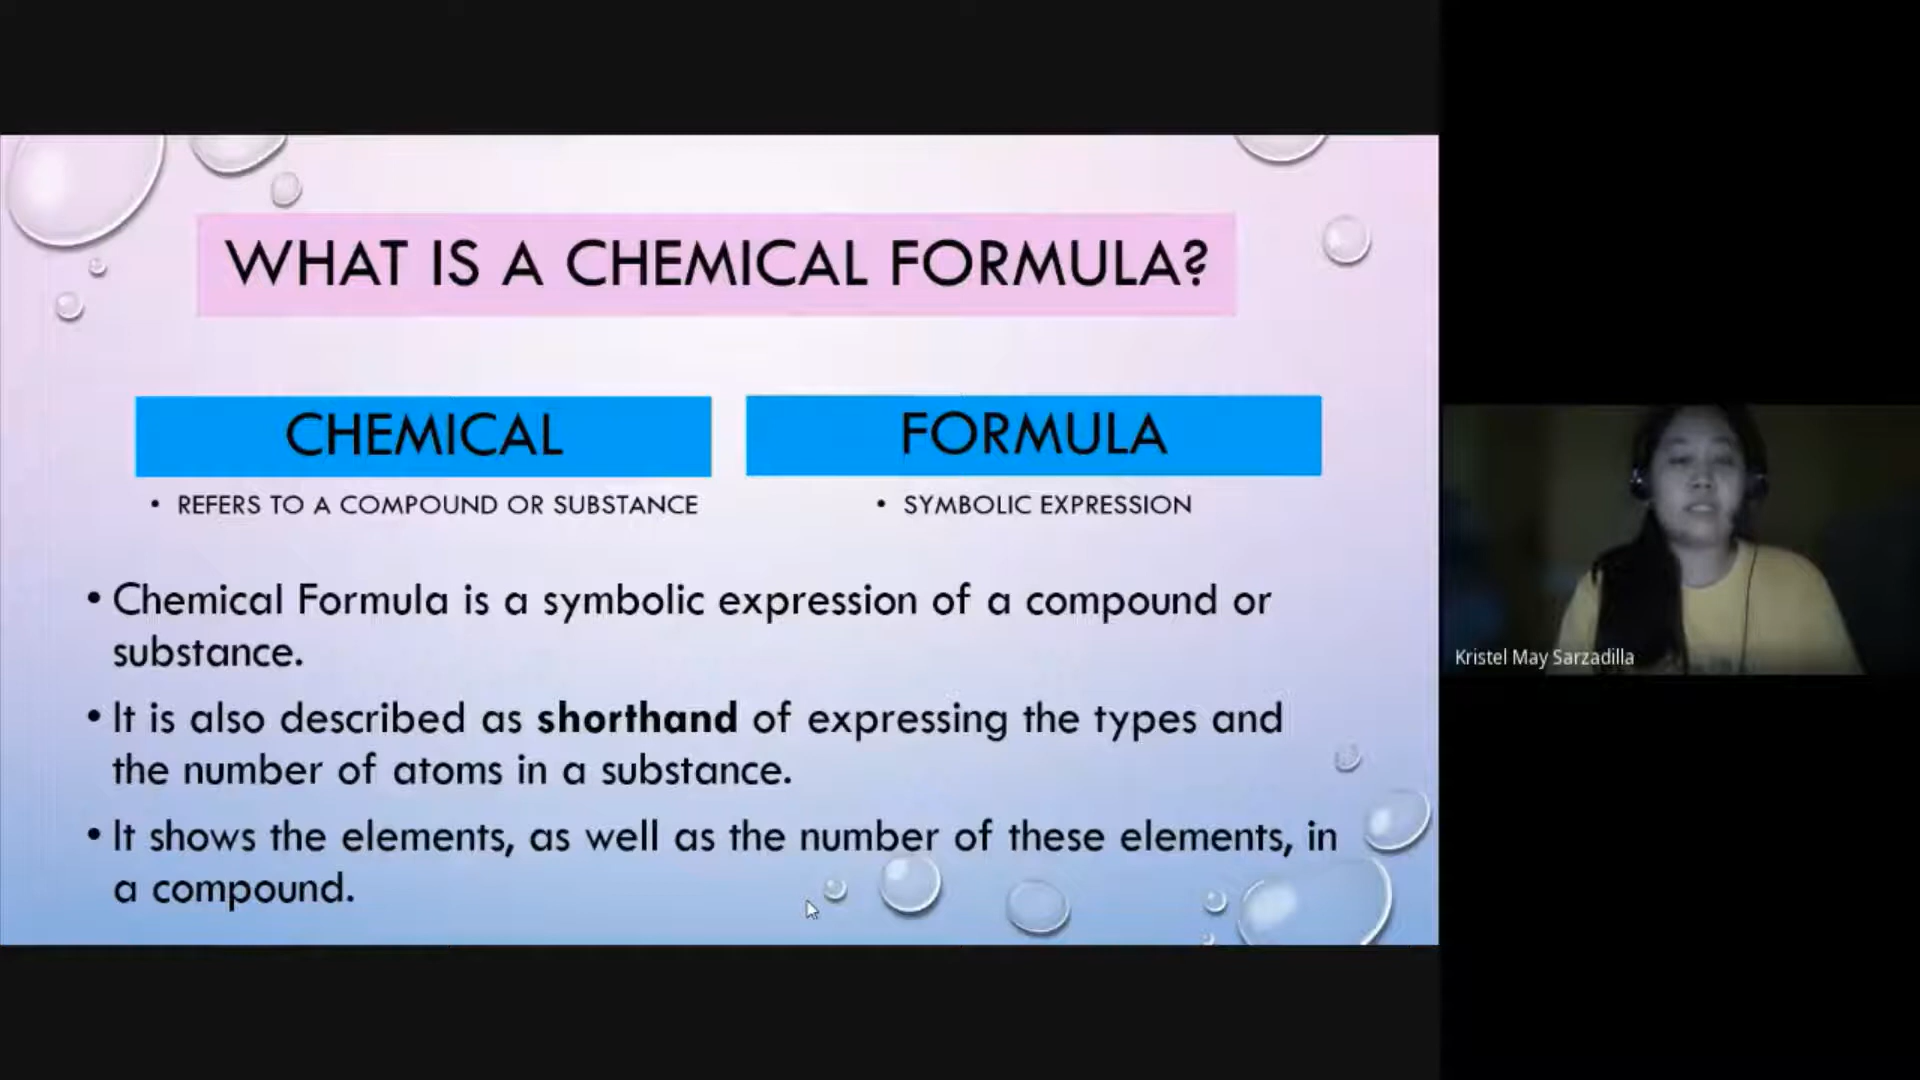 WHAT IS A CHEMICAL FORMULA?
CHEMICAL
FORMULA
• REFERS TO A COMPOUND OR SUBSTANCE
• SYMBOLIC EXPRESSION
• Chemical Formula is a symbolic expression of a compound or
substance.
• It is also described as shorthand of expressing the types and
the number of atoms in a substance.
• It shows the elements, as well as the number of these elements, in
a compound.
Kristel May Sarzadilla